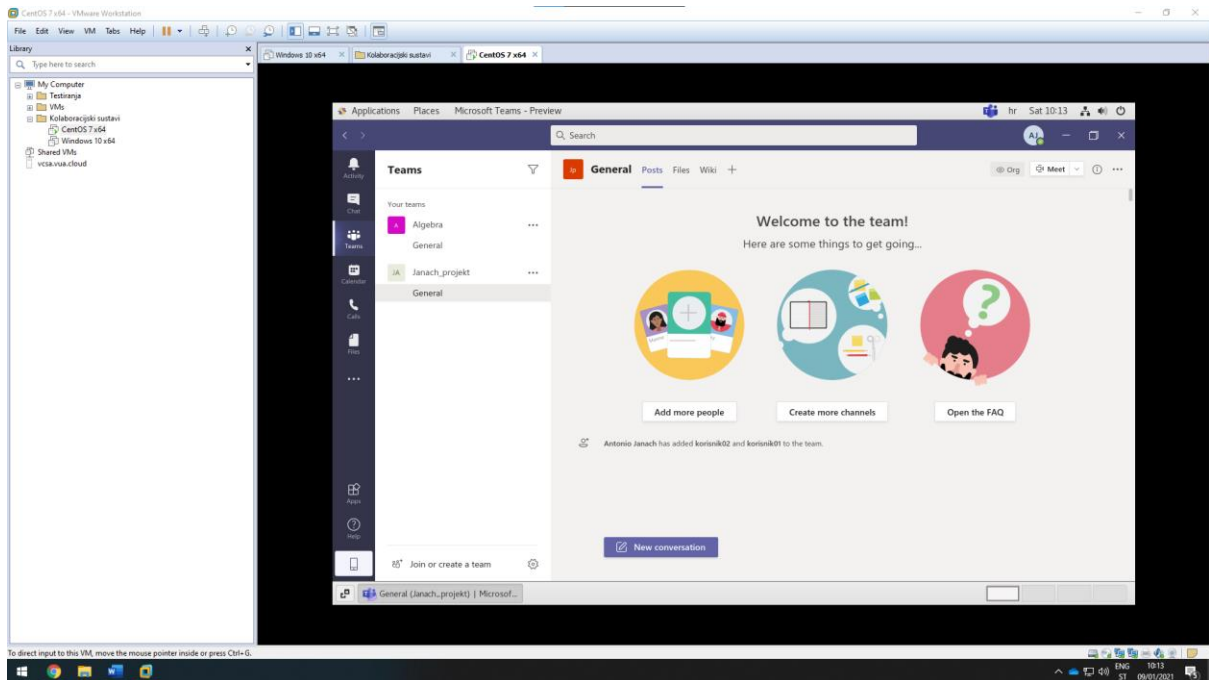 CentOS 7 x64 - VMware Workstation
File Edit View VM Tabs Help
Library
Type here to search
My Computer
Testiranja
VMs
Kolaboracijski sustavi
CentOS 7 x64
Windows 10 x64
Shared VMs
vcsa.vua.cloud
Windows 10 x64 Kolaboracijski sustavi CentOS 7 x64
Applications Places Microsoft Teams - Preview hr Sat 10:13
Search
AJ
Activity
Chat
Teams
Calendar
Calls
Files
Apps
Help
Teams
Your teams
A Algebra
General
JA Janach_projekt
General
Join or create a team
General Posts Files Wiki + Org Meet
Welcome to the team!
Here are some things to get going...
Add more people Create more channels Open the FAQ
Antonio Janach has added korisnik02 and korisnik01 to the team.
New conversation
General (Janach_projekt) | Microsof...
To direct input to this VM, move the mouse pointer inside or press Ctrl+G.
ENG 10:13
ST 09/01/2021